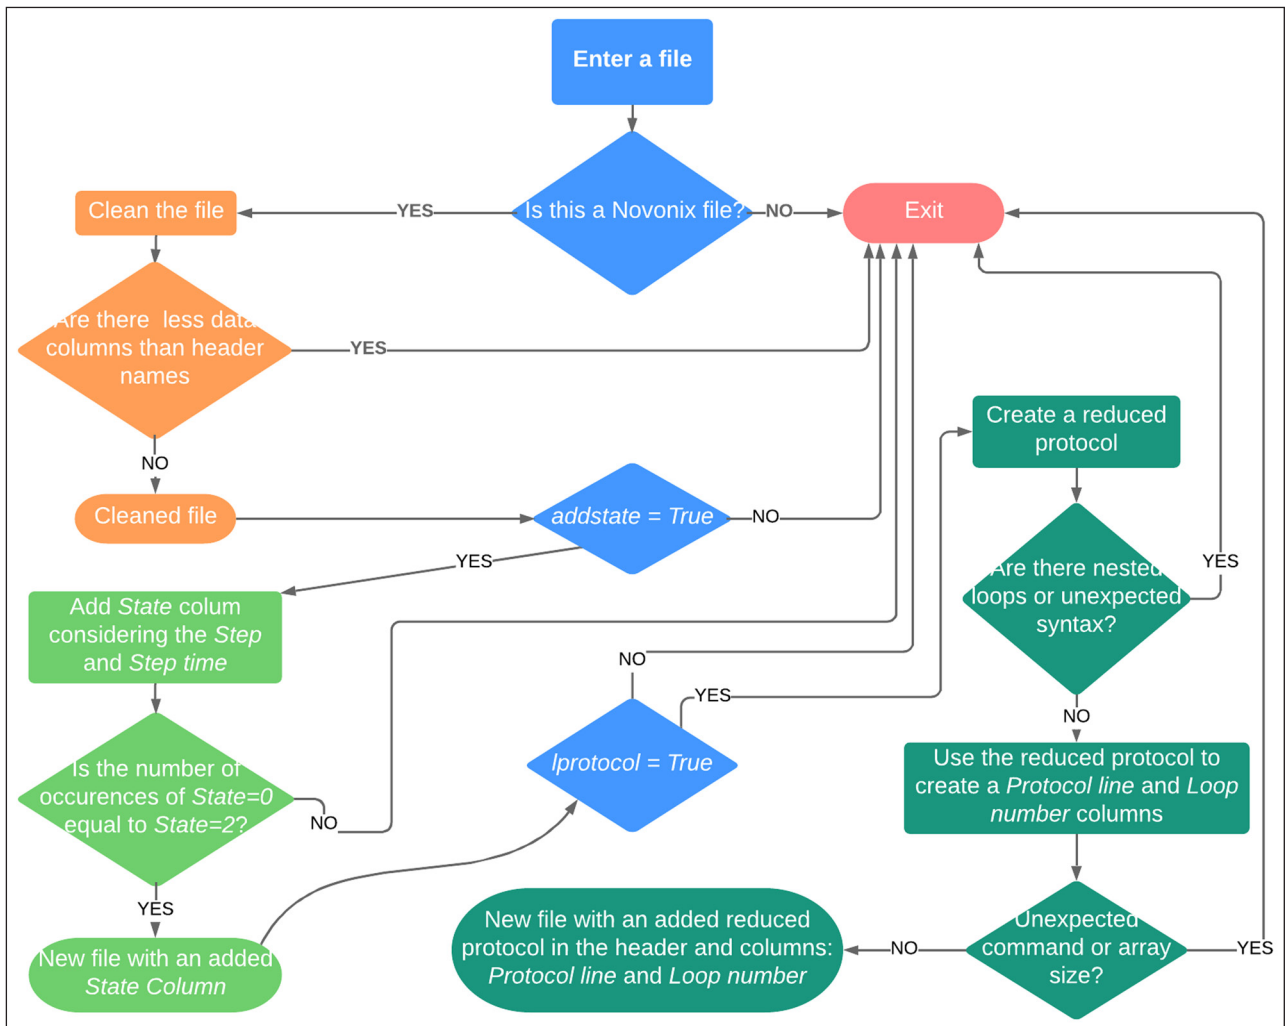 Enter a file
Is this a Novonix file?
YES
NO
Clean the file
Exit
Are there less data
columns than header
names
YES
NO
Cleaned file
addstate = True
NO
YES
Create a reduced
protocol
Are there nested
loops or unexpected
syntax?
YES
NO
Add State colum
considering the Step
and Step time
NO
YES
lprotocol = True
Is the number of
occurences of State=0
equal to State=2?
NO
YES
New file with an added
State Column
Use the reduced protocol to
create a Protocol line and Loop
number columns
Unexpected
command or array
size?
YES
NO
New file with an added reduced
protocol in the header and columns:
Protocol line and Loop number